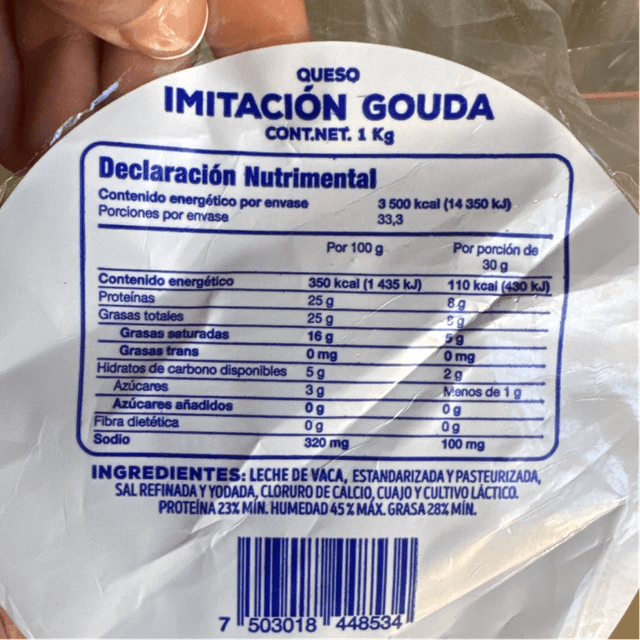 QUESO
IMITACIÓN GOUDA
CONT.NET. 1 Kg
Declaración Nutrimental
Contenido energético por envase 3 500 kcal (14 350 kJ)
Porciones por envase 33,3
Por 100 g Por porción de
30 g
Contenido energético 350 kcal (1 435 kJ) 110 kcal (430 kJ)
Proteínas 25 g 8 g
Grasas totales 25 g 8 g
Grasas saturadas 16 g 5 g
Grasas trans 0 mg 0 mg
Hidratos de carbono disponibles 5 g 2 g
Azúcares 3 g Menos de 1 g
Azúcares añadidos 0 g 0 g
Fibra dietética 0 g 0 g
Sodio 320 mg 100 mg
INGREDIENTES: LECHE DE VACA, ESTANDARIZADA Y PASTEURIZADA,
SAL REFINADA Y YODADA, CLORURO DE CALCIO, CUAJO Y CULTIVO LÁCTICO.
PROTEÍNA 23% MÍN. HUMEDAD 45% MÁX. GRASA 28% MÍN.
7 503018 448534